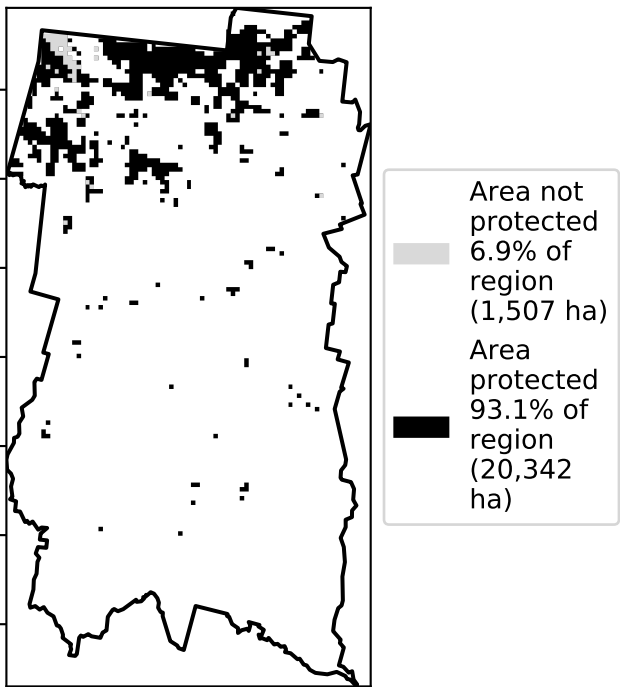 Area not
protected
6.9% of
region
(1,507 ha)
Area
protected
93.1% of
region
(20,342
ha)